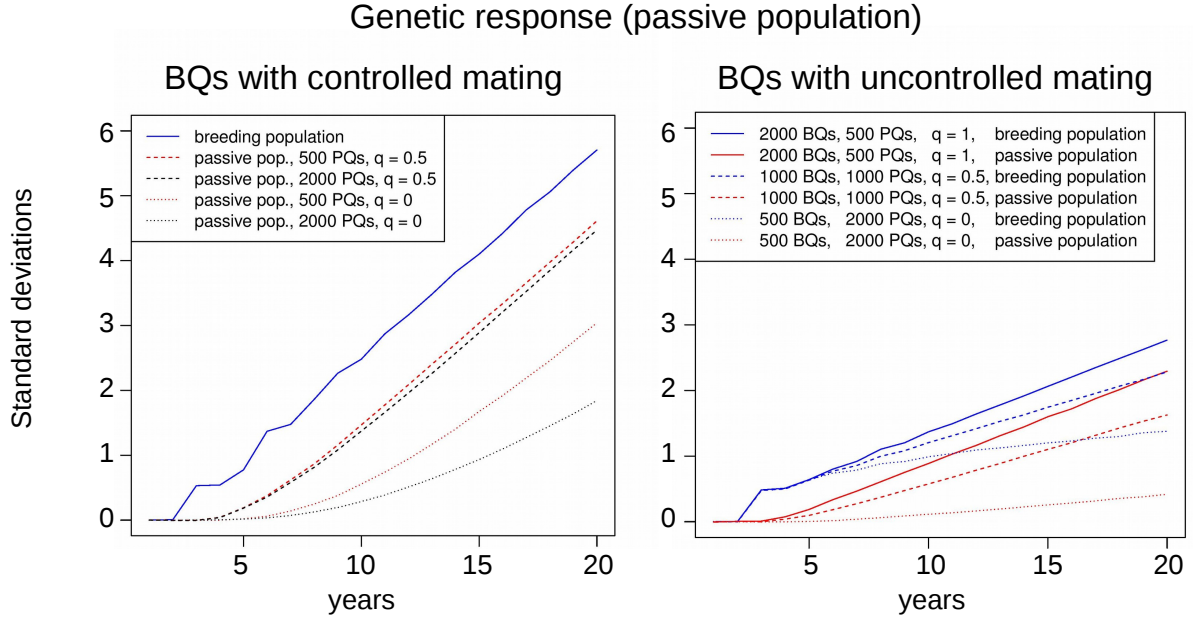 Genetic response (passive population)
BQs with controlled mating
BQs with uncontrolled mating
Standard deviations
6
5
4
3
2
1
0
breeding population
passive pop., 500 PQs, q = 0.5
passive pop., 2000 PQs, q = 0.5
passive pop., 500 PQs, q = 0
passive pop., 2000 PQs, q = 0
5 10 15 20
years
6
5
4
3
2
1
0
2000 BQs, 500 PQs, q = 1, breeding population
2000 BQs, 500 PQs, q = 1, passive population
1000 BQs, 1000 PQs, q = 0.5, breeding population
1000 BQs, 1000 PQs, q = 0.5, passive population
500 BQs, 2000 PQs, q = 0, breeding population
500 BQs, 2000 PQs, q = 0, passive population
5 10 15 20
years